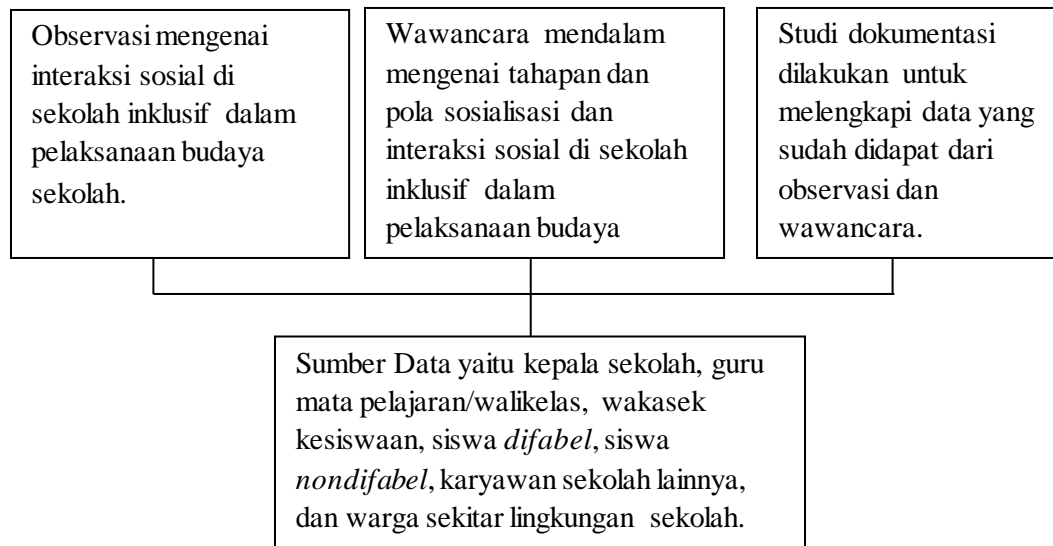 Observasi mengenai
interaksi sosial di
sekolah inklusif dalam
pelaksanaan budaya
sekolah.
Wawancara mendalam
mengenai tahapan dan
pola sosialisasi dan
interaksi sosial di sekolah
inklusif dalam
pelaksanaan budaya
Studi dokumentasi
dilakukan untuk
melengkapi data yang
sudah didapat dari
observasi dan
wawancara.
Sumber Data yaitu kepala sekolah, guru
mata pelajaran/walikelas, wakasek
kesiswaan, siswa difabel, siswa
nondifabel, karyawan sekolah lainnya,
dan warga sekitar lingkungan sekolah.